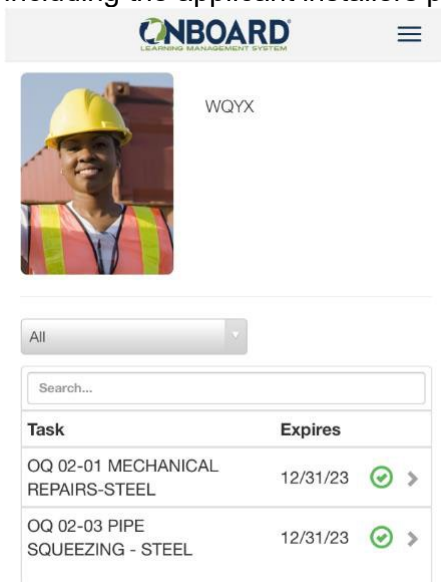 ONBOARD
LEARNING MANAGEMENT SYSTEM
WQYX
All
Search...
Task Expires
OQ 02-01 MECHANICAL
REPAIRS-STEEL
12/31/23
OQ 02-03 PIPE
SQUEEZING - STEEL
12/31/23